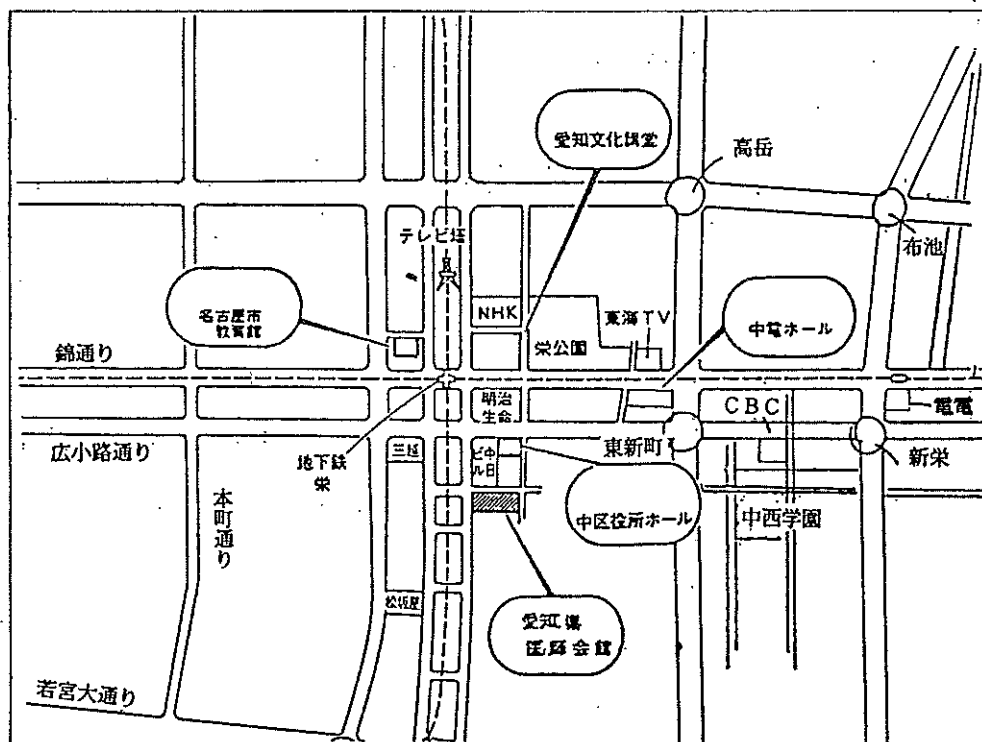 愛知文化講堂
高岳
テレビ塔
布池
名古屋市
教育館
NHK
東海TV
中電ホール
錦通り
栄公園
明治
生命
CBC
電電
広小路通り
三越
中日
ビル
東新町
新栄
地下鉄
栄
本町通り
中区役所ホール
中西学園
松坂屋
愛知県
医師会館
若宮大通り